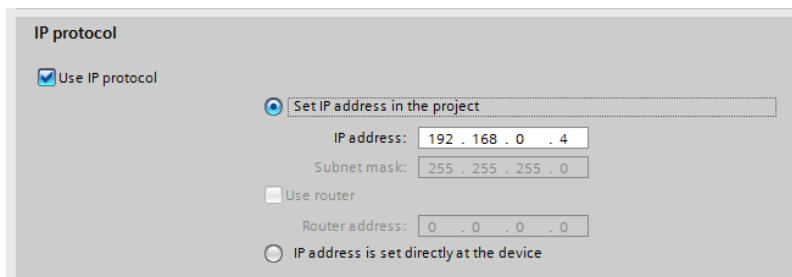 IP protocol
Use IP protocol
Set IP address in the project
IP address: 192 . 168 . 0 . 4
Subnet mask: 255 . 255 . 255 . 0
Use router
Router address: 0 . 0 . 0 . 0
IP address is set directly at the device